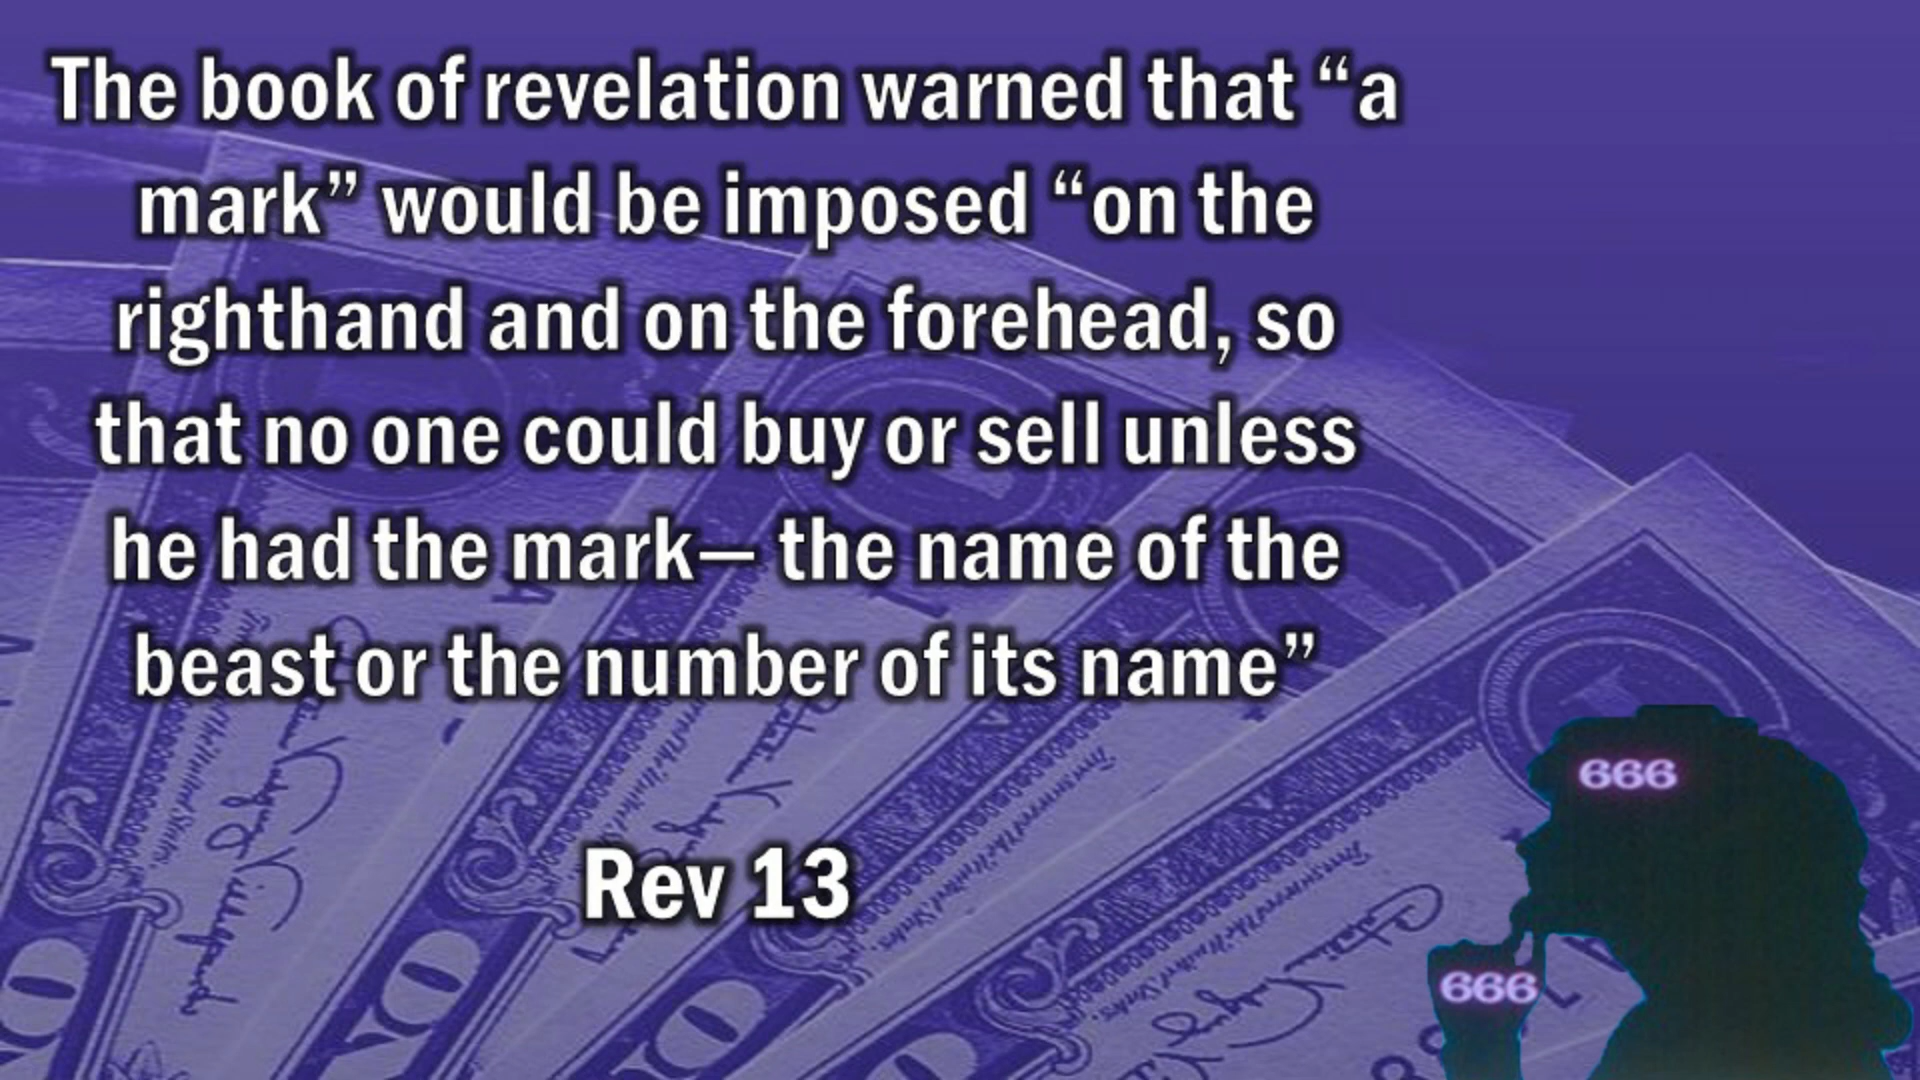 The book of revelation warned that “a
mark” would be imposed “on the
righthand and on the forehead, so
that no one could buy or sell unless
he had the mark— the name of the
beast or the number of its name”
Rev 13
666
666